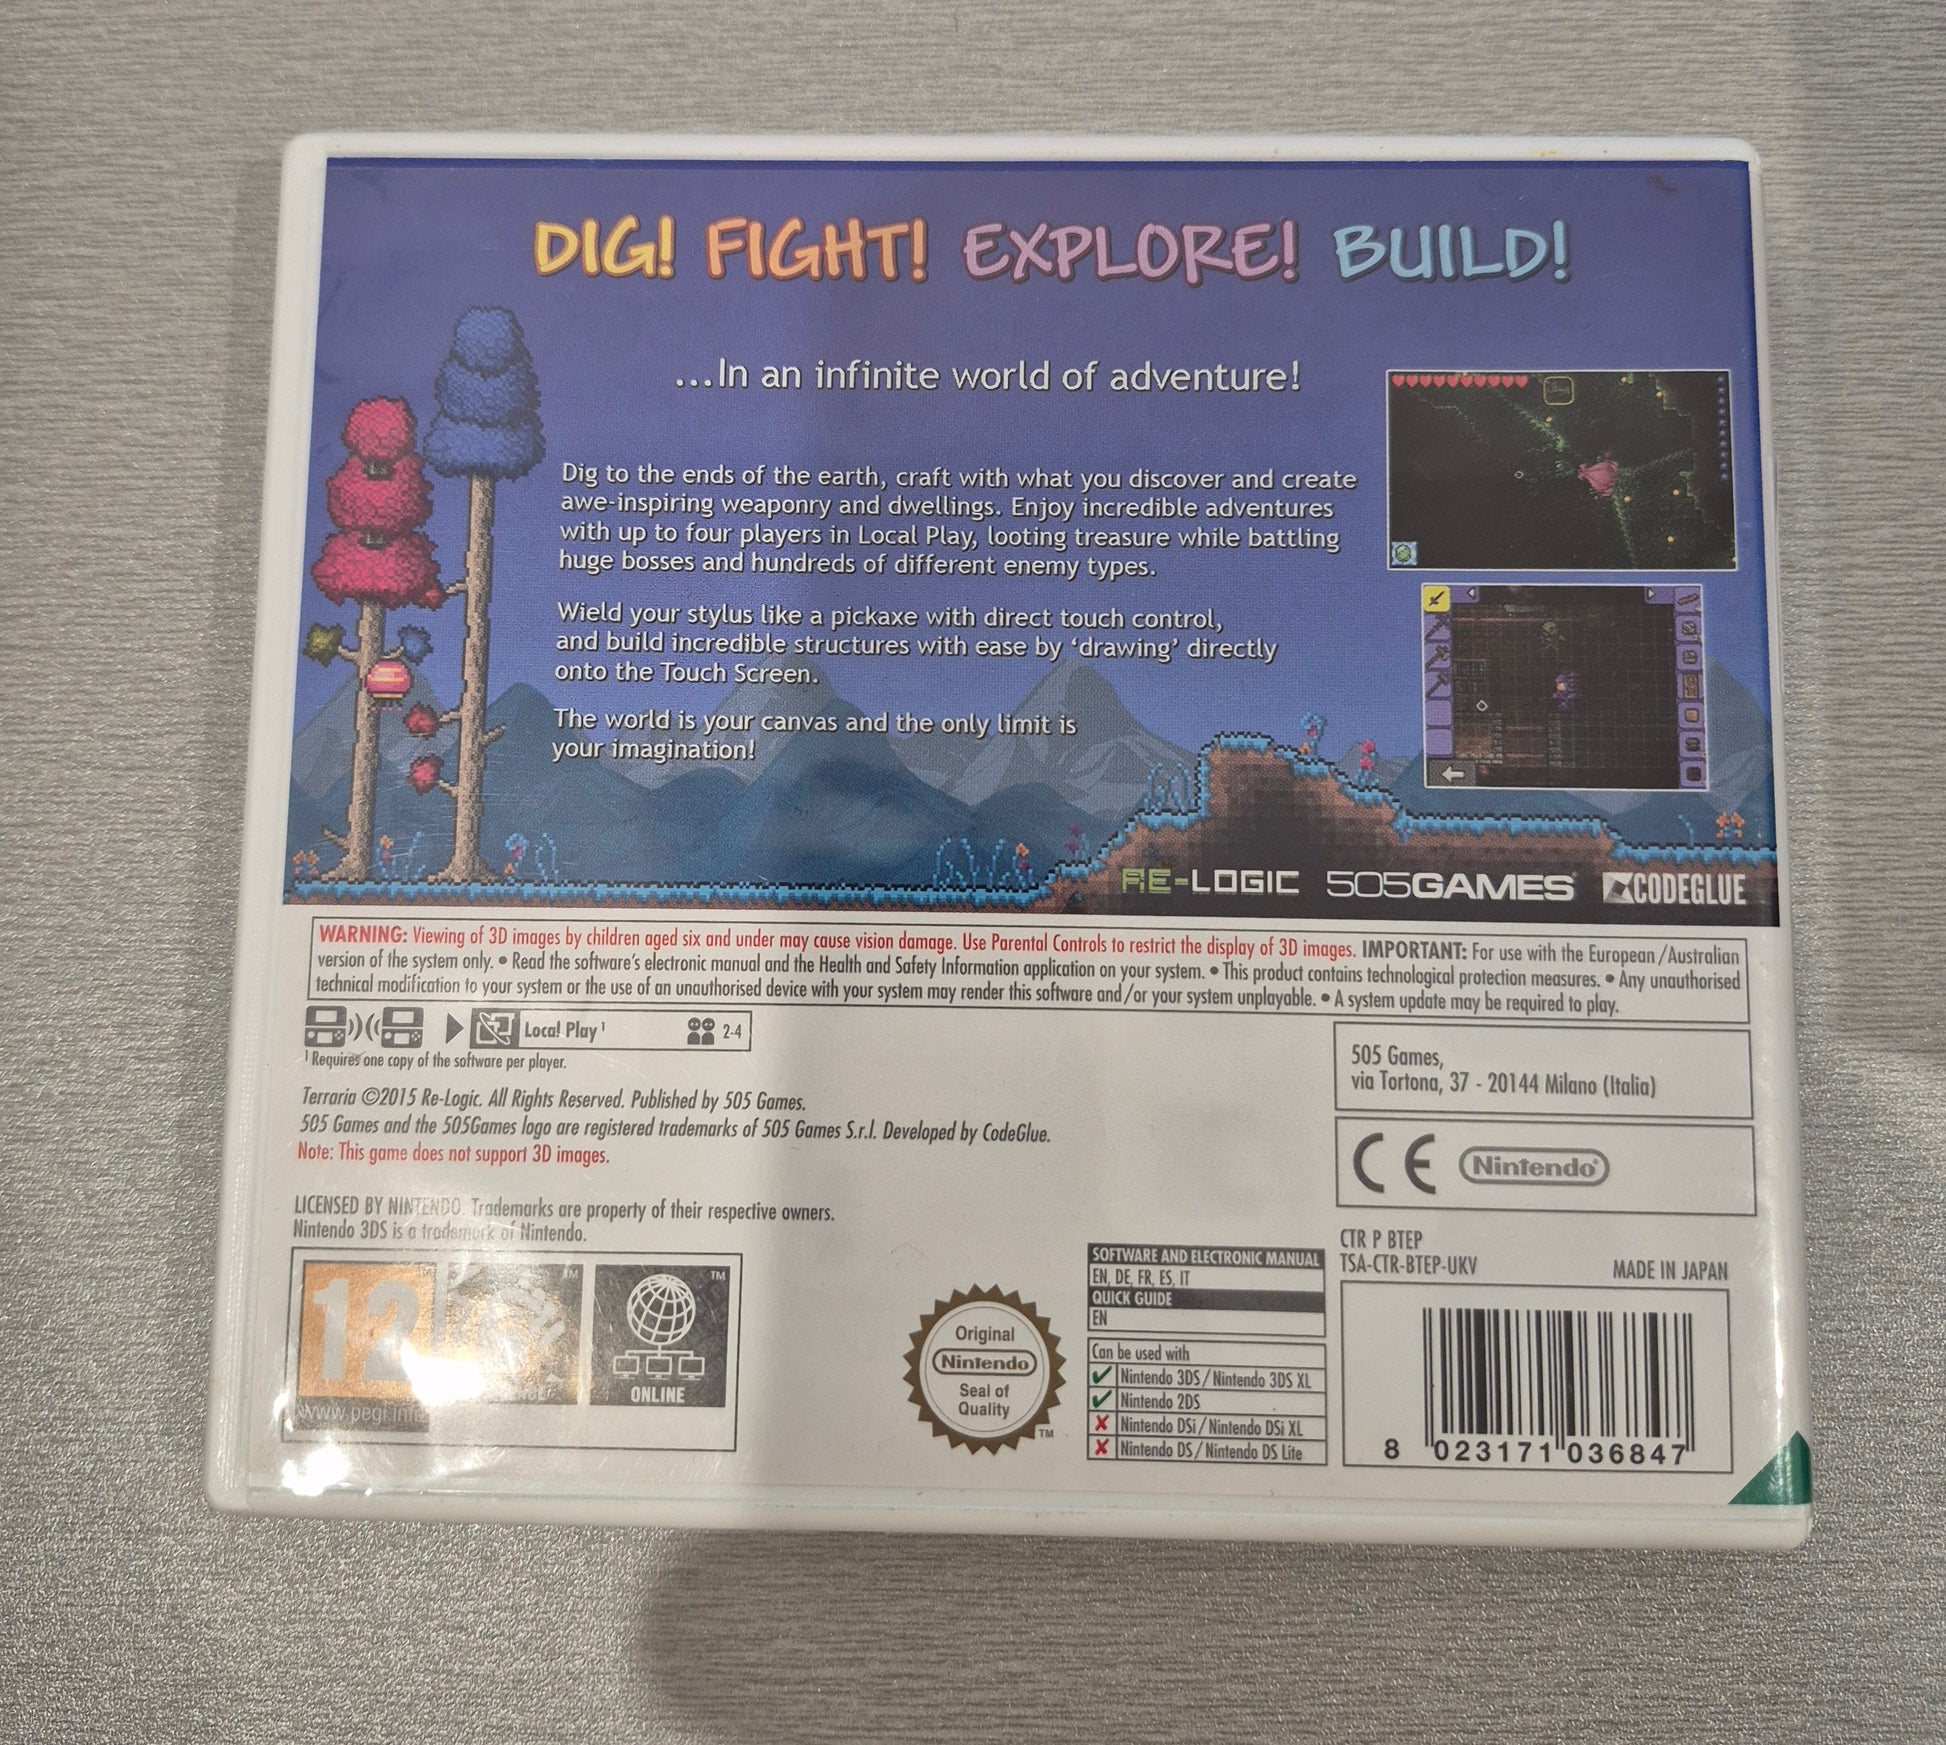 DIG! FIGHT! EXPLORE! BUILD!
...In an infinite world of adventure!
Dig to the ends of the earth, craft with what you discover and create
awe-inspiring weaponry and dwellings. Enjoy incredible adventures
with up to four players in Local Play, looting treasure while battling
huge bosses and hundreds of different enemy types.
Wield your stylus like a pickaxe with direct touch control,
and build incredible structures with ease by ‘drawing’ directly
onto the Touch Screen.
The world is your canvas and the only limit is
your imagination!
RE-LOGIC 505GAMES CODEGLUE
WARNING: Viewing of 3D images by children aged six and under may cause vision damage. Use Parental Controls to restrict the display of 3D images. IMPORTANT: For use with the European/Australian
version of the system only. • Read the software's electronic manual and the Health and Safety Information application on your system. • This product contains technological protection measures. • Any unauthorised
technical modification to your system or the use of an unauthorised device with your system may render this software and/or your system unplayable. • A system update may be required to play.
Local Play ¹ 2-4
¹ Requires one copy of the software per player.
Terraria ©2015 Re-Logic. All Rights Reserved. Published by 505 Games.
505 Games and the 505Games logo are registered trademarks of 505 Games S.r.l. Developed by CodeGlue.
Note: This game does not support 3D images.
505 Games,
via Tortona, 37 - 20144 Milano (Italia)
CE Nintendo®
LICENSED BY NINTENDO. Trademarks are property of their respective owners.
Nintendo 3DS is a trademark of Nintendo.
12
™
™
ONLINE
www.pegi.info
Original
Nintendo
Seal of
Quality
™
SOFTWARE AND ELECTRONIC MANUAL
EN, DE, FR, ES, IT
QUICK GUIDE
EN
Can be used with
Nintendo 3DS/Nintendo 3DS XL
Nintendo 2DS
Nintendo DSi/Nintendo DSi XL
Nintendo DS/Nintendo DS Lite
CTR P BTEP
TSA-CTR-BTEP-UKV
MADE IN JAPAN
8 023171 036847